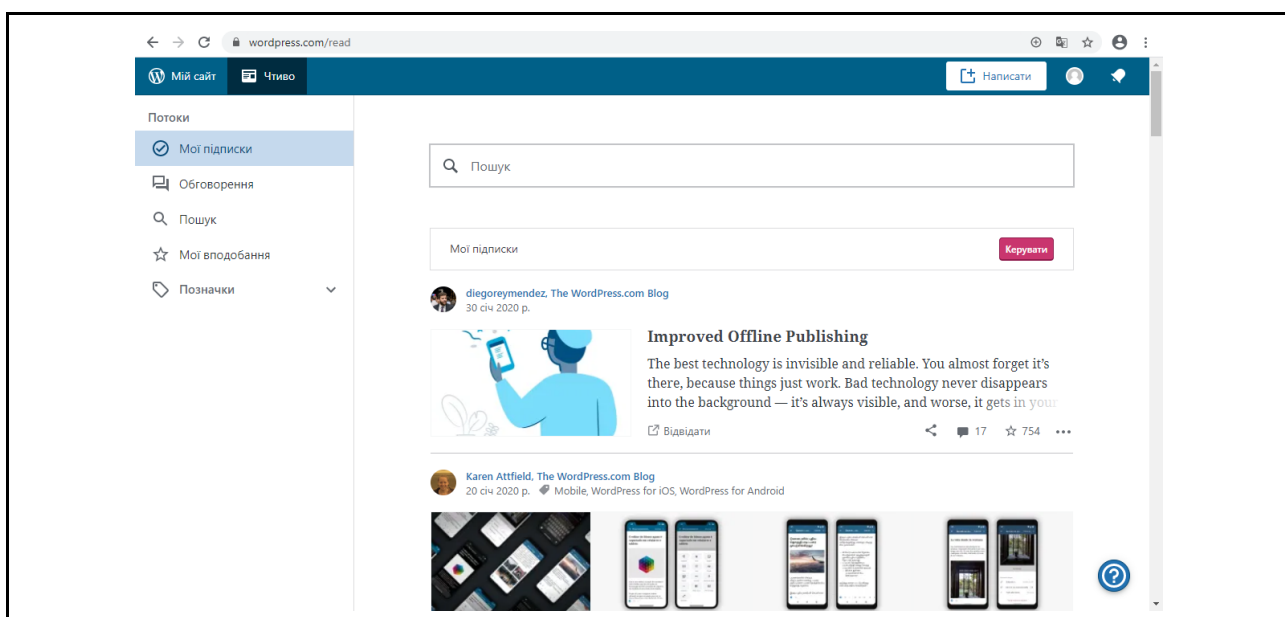 wordpress.com/read
Мій сайт
Чтиво
Написати
Потоки
Мої підписки
Обговорення
Пошук
Мої вподобання
Позначки
Пошук
Мої підписки
Керувати
diegoreymendez, The WordPress.com Blog
30 січ 2020 р.
Improved Offline Publishing
The best technology is invisible and reliable. You almost forget it's
there, because things just work. Bad technology never disappears
into the background — it's always visible, and worse, it gets in your
Відвідати
17
754
Karen Attfield, The WordPress.com Blog
20 січ 2020 р. Mobile, WordPress for iOS, WordPress for Android